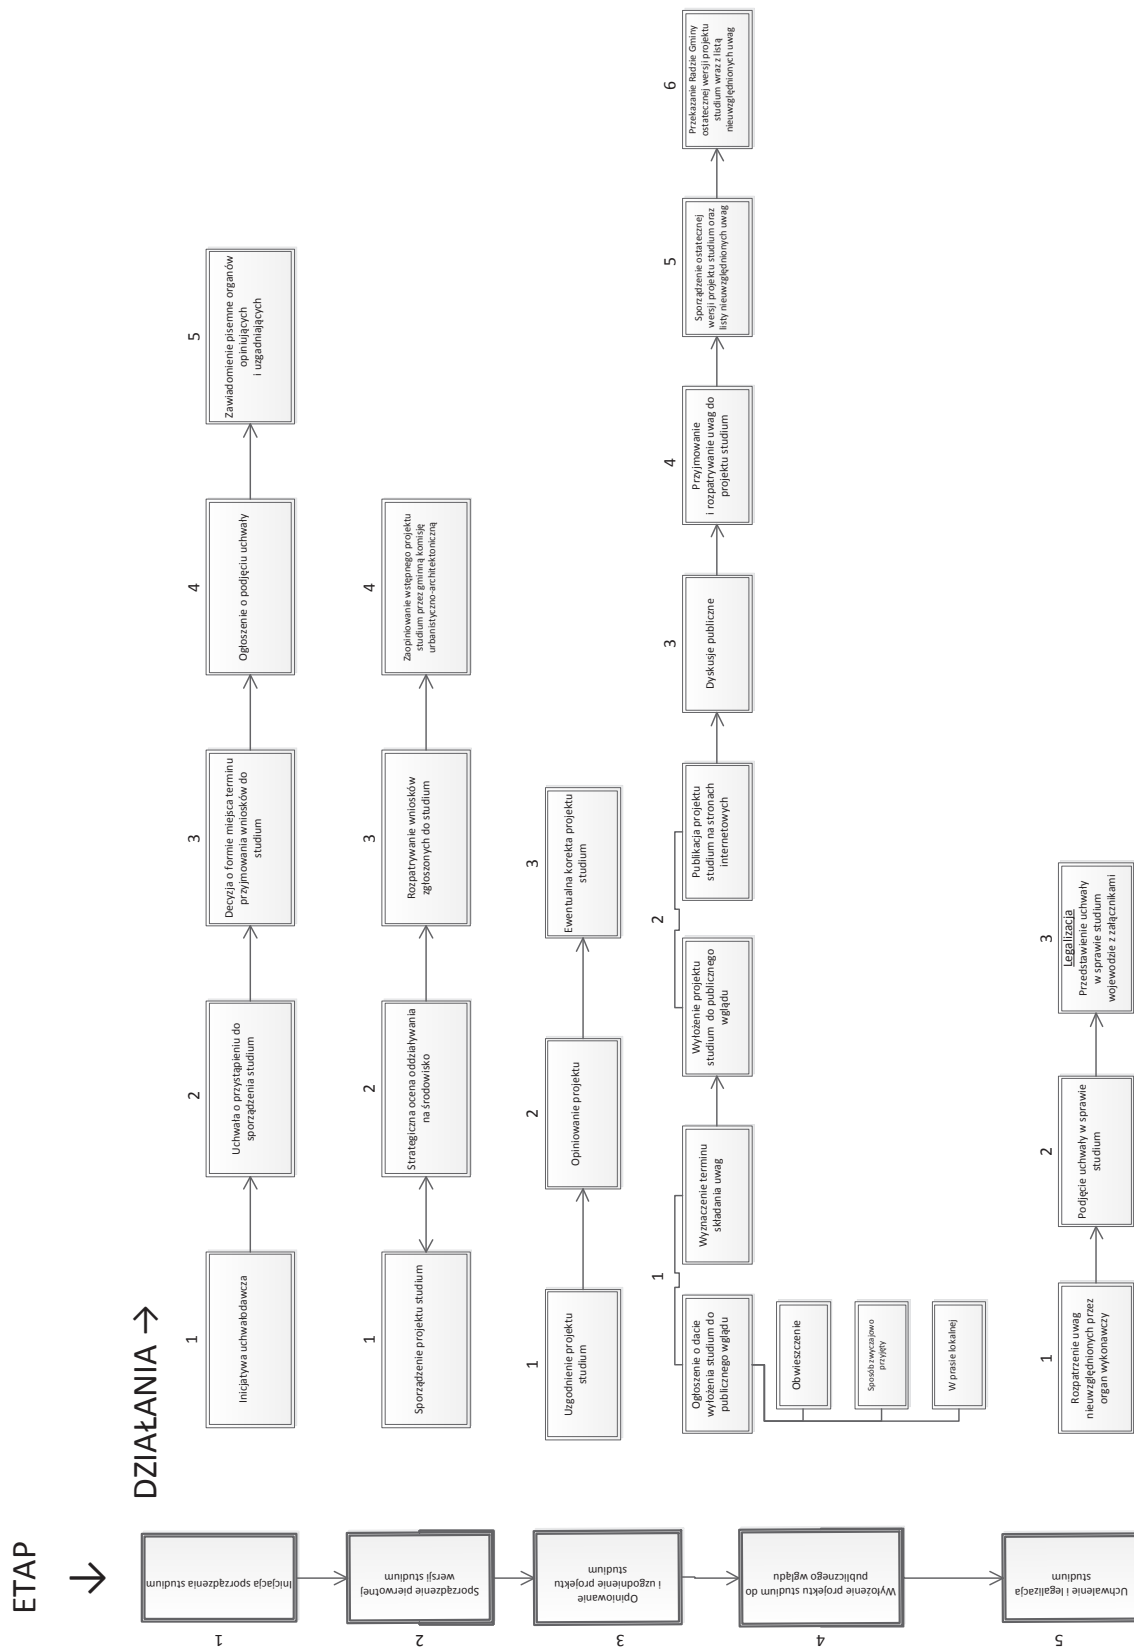 ETAP
↓
DZIAŁANIA →
1
Inicjacja sporządzenia studium
1
Inicjatywa uchwałodawcza
2
Uchwała o przystąpieniu do
sporządzenia studium
3
Decyzja o formie miejsca terminu
przyjmowania wniosków do
studium
4
Ogłoszenie o podjęciu uchwały
5
Zawiadomienie pisemne organów
opiniujących
i uzgadniających
2
Sporządzenie pierwotnej
wersji studium
1
Sporządzenie projektu studium
2
Strategiczna ocena oddziaływania
na środowisko
3
Rozpatrywanie wniosków
zgłoszonych do studium
4
Zaopiniowanie wstępnego projektu
studium przez gminną komisję
urbanistyczno-architektoniczną
3
Opiniowanie
i uzgodnienie projektu
studium
1
Uzgodnienie projektu
studium
2
Opiniowanie projektu
3
Ewentualna korekta projektu
studium
4
Wyłożenie projektu studium do
publicznego wglądu
1
Ogłoszenie o dacie
wyłożenia studium do
publicznego wglądu
Obwieszczenie
Sposób zwyczajowo
przyjęty
W prasie lokalnej
Wyznaczenie terminu
składania uwag
2
Wyłożenie projektu
studium do publicznego
wglądu
Publikacja projektu
studium na stronach
internetowych
3
Dyskusje publiczne
4
Przyjmowanie
i rozpatrywanie uwag do
projektu studium
5
Sporządzenie ostatecznej
wersji projektu studium oraz
listy nieuwzględnionych uwag
6
Przekazanie Radzie Gminy
ostatecznej wersji projektu
studium wraz z listą
nieuwzględnionych uwag
5
Uchwalenie i legalizacja
studium
1
Rozpatrzenie uwag
nieuwzględnionych przez
organ wykonawczy
2
Podjęcie uchwały w sprawie
studium
3
Legalizacja
Przedstawienie uchwały
w sprawie studium
wojewodzie z załącznikami